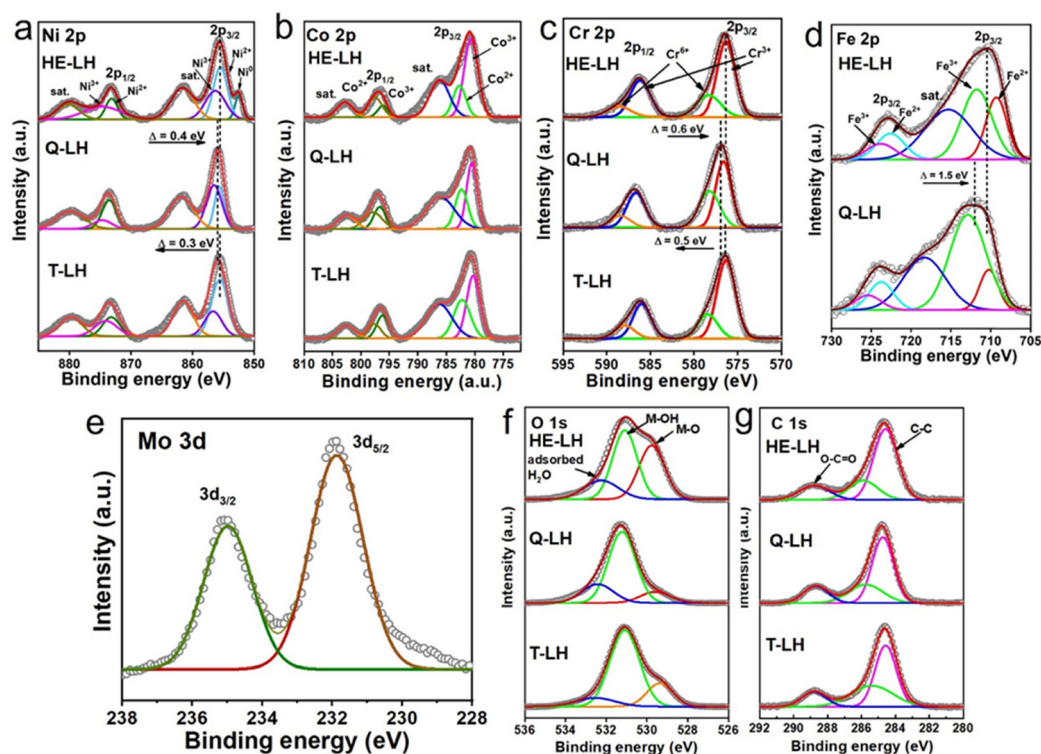 a
Ni 2p
HE-LH
2p3/2
Ni3+
Ni2+
Ni0
sat.
Ni3+
2p1/2
Ni2+
sat.
Δ = 0.4 eV
Q-LH
Δ = 0.3 eV
T-LH
Intensity (a.u.)
880 870 860 850
Binding energy (eV)
b
Co 2p
HE-LH
2p3/2
Co3+
Co2+
sat.
sat.
Co2+
2p1/2
Co3+
Q-LH
T-LH
Intensity (a.u.)
810 805 800 795 790 785 780 775
Binding energy (a.u.)
c
Cr 2p
HE-LH
2p3/2
2p1/2
Cr6+
Cr3+
Δ = 0.6 eV
Q-LH
Δ = 0.5 eV
T-LH
Intensity (a.u.)
595 590 585 580 575 570
Binding energy (eV)
d
Fe 2p
HE-LH
2p3/2
Fe2+
Fe3+
sat.
2p3/2
Fe3+
Fe2+
Δ = 1.5 eV
Q-LH
Intensity (a.u.)
730 725 720 715 710 705
Binding energy (eV)
e
Mo 3d
3d5/2
3d3/2
Intensity (a.u.)
238 236 234 232 230 228
Binding energy (eV)
f
O 1s
HE-LH
M-OH
M-O
adsorbed
H2O
Q-LH
T-LH
Intensity (a.u.)
536 534 532 530 528 526
Binding energy (eV)
g
C 1s
HE-LH
C-C
O-C=O
Q-LH
T-LH
Intensity (a.u.)
292 290 288 286 284 282 280
Binding energy (eV)